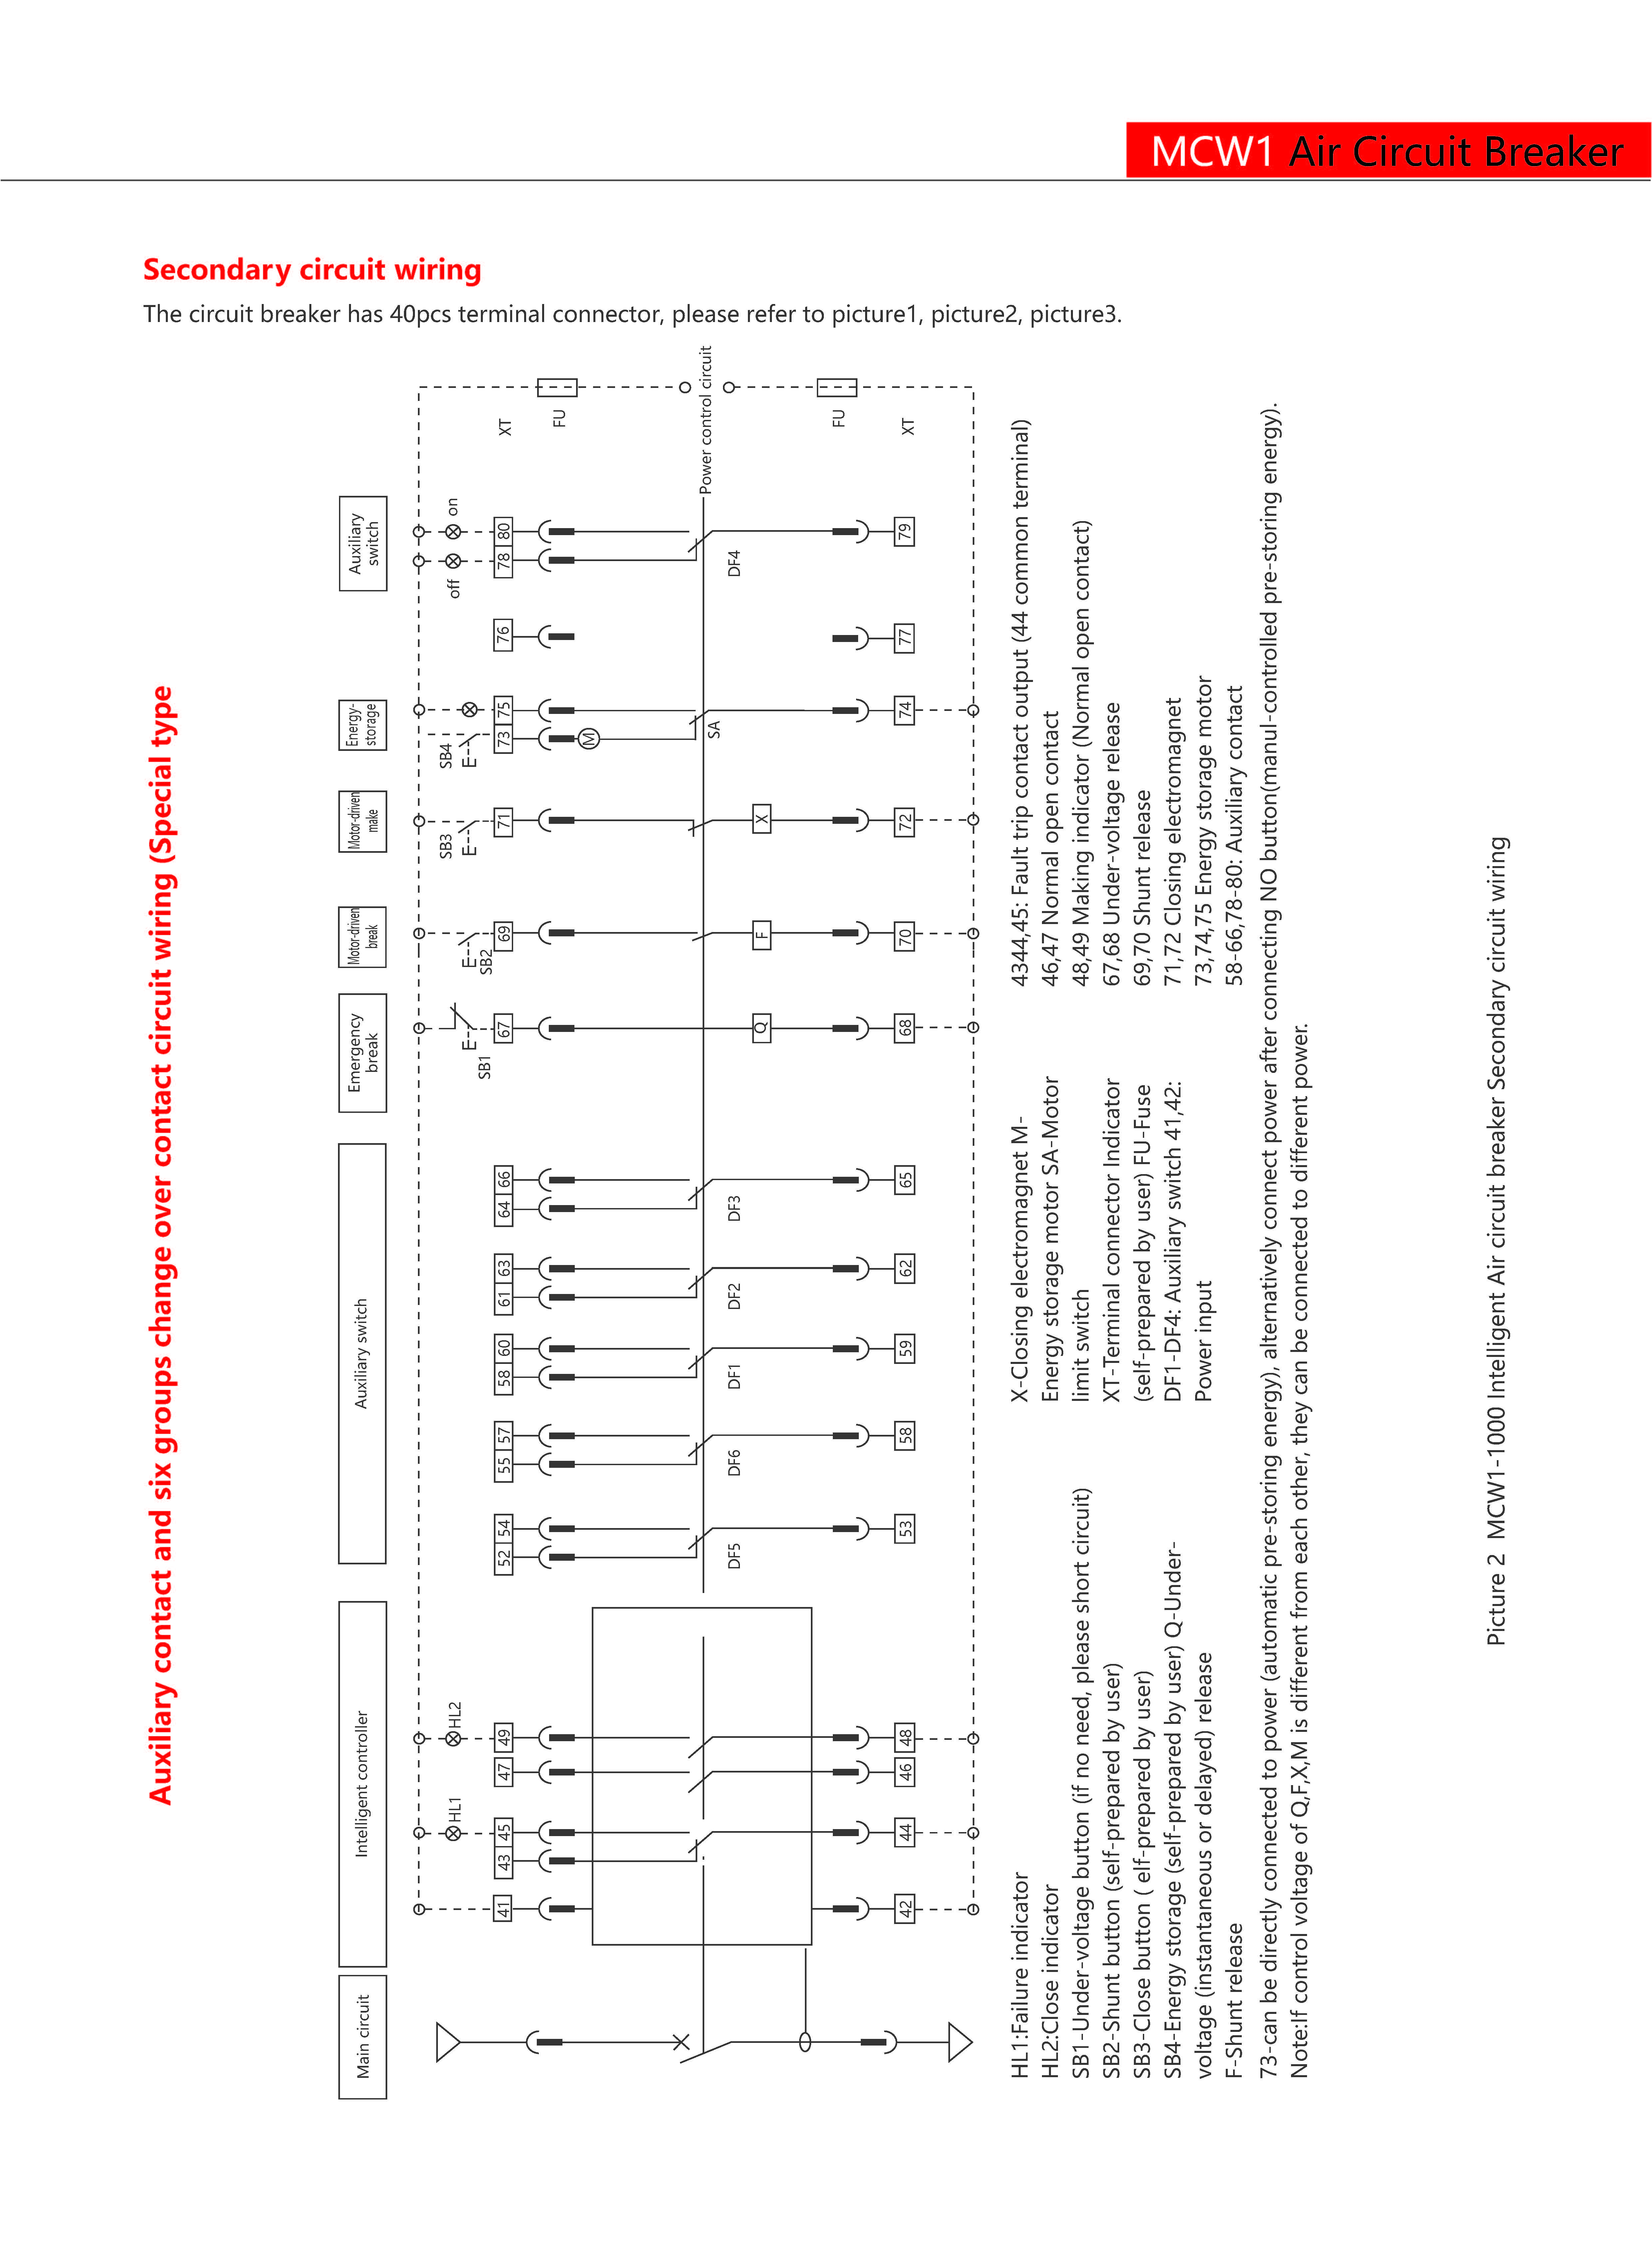 MCW1 Air Circuit Breaker
Secondary circuit wiring
The circuit breaker has 40pcs terminal connector, please refer to picture1, picture2, picture3.
Auxiliary contact and six groups change over contact circuit wiring (Special type
Main circuit
Intelligent controller
Auxiliary switch
Emergency
break
Motor-driven
break
Motor-driven
make
Energy-
storage
Auxiliary
switch
HL1
HL2
SB1
SB2
SB3
SB4
off
on
41
43
45
47
49
52
54
55
57
58
60
61
63
64
66
67
69
71
73
75
76
78
80
XT
FU
M
DF5
DF6
DF1
DF2
DF3
SA
DF4
Power control circuit
Q
F
X
FU
XT
42
44
46
48
53
58
59
62
65
68
70
72
74
77
79
HL1:Failure indicator
HL2:Close indicator
SB1-Under-voltage button (if no need, please short circuit)
SB2-Shunt button (self-prepared by user)
SB3-Close button ( elf-prepared by user)
SB4-Energy storage (self-prepared by user) Q-Under-
voltage (instantaneous or delayed) release
F-Shunt release
X-Closing electromagnet M-
Energy storage motor SA-Motor
limit switch
XT-Terminal connector Indicator
(self-prepared by user) FU-Fuse
DF1-DF4: Auxiliary switch 41,42:
Power input
4344,45: Fault trip contact output (44 common terminal)
46,47 Normal open contact
48,49 Making indicator (Normal open contact)
67,68 Under-voltage release
69,70 Shunt release
71,72 Closing electromagnet
73,74,75 Energy storage motor
58-66,78-80: Auxiliary contact
73-can be directly connected to power (automatic pre-storing energy), alternatively connect power after connecting NO button(manul-controlled pre-storing energy).
Note:If control voltage of Q,F,X,M is different from each other, they can be connected to different power.
Picture 2 MCW1-1000 Intelligent Air circuit breaker Secondary circuit wiring